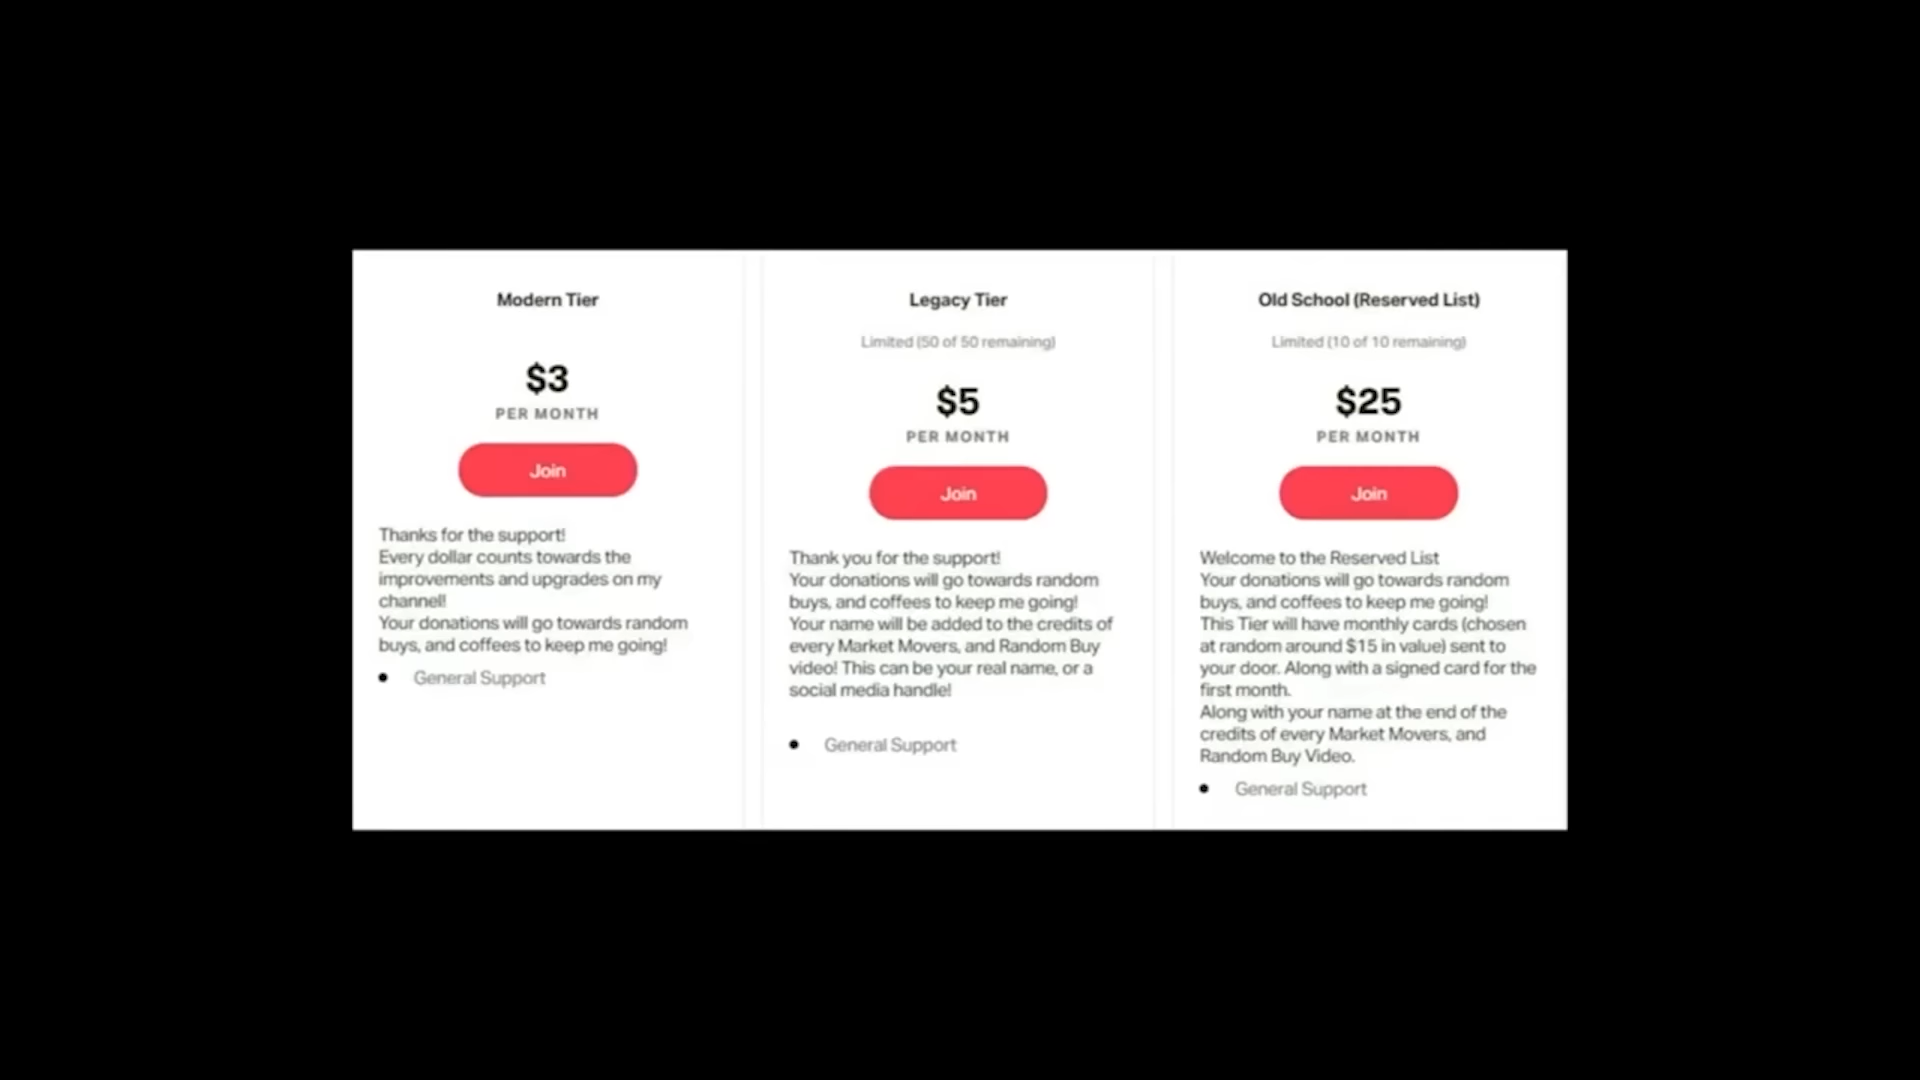 Modern Tier
$3
PER MONTH
Join
Thanks for the support!
Every dollar counts towards the
improvements and upgrades on my
channel!
Your donations will go towards random
buys, and coffees to keep me going!
General Support
Legacy Tier
Limited (50 of 50 remaining)
$5
PER MONTH
Join
Thank you for the support!
Your donations will go towards random
buys, and coffees to keep me going!
Your name will be added to the credits of
every Market Movers, and Random Buy
video! This can be your real name, or a
social media handle!
General Support
Old School (Reserved List)
Limited (10 of 10 remaining)
$25
PER MONTH
Join
Welcome to the Reserved List
Your donations will go towards random
buys, and coffees to keep me going!
This Tier will have monthly cards (chosen
at random around $15 in value) sent to
your door. Along with a signed card for the
first month.
Along with your name at the end of the
credits of every Market Movers, and
Random Buy Video.
General Support